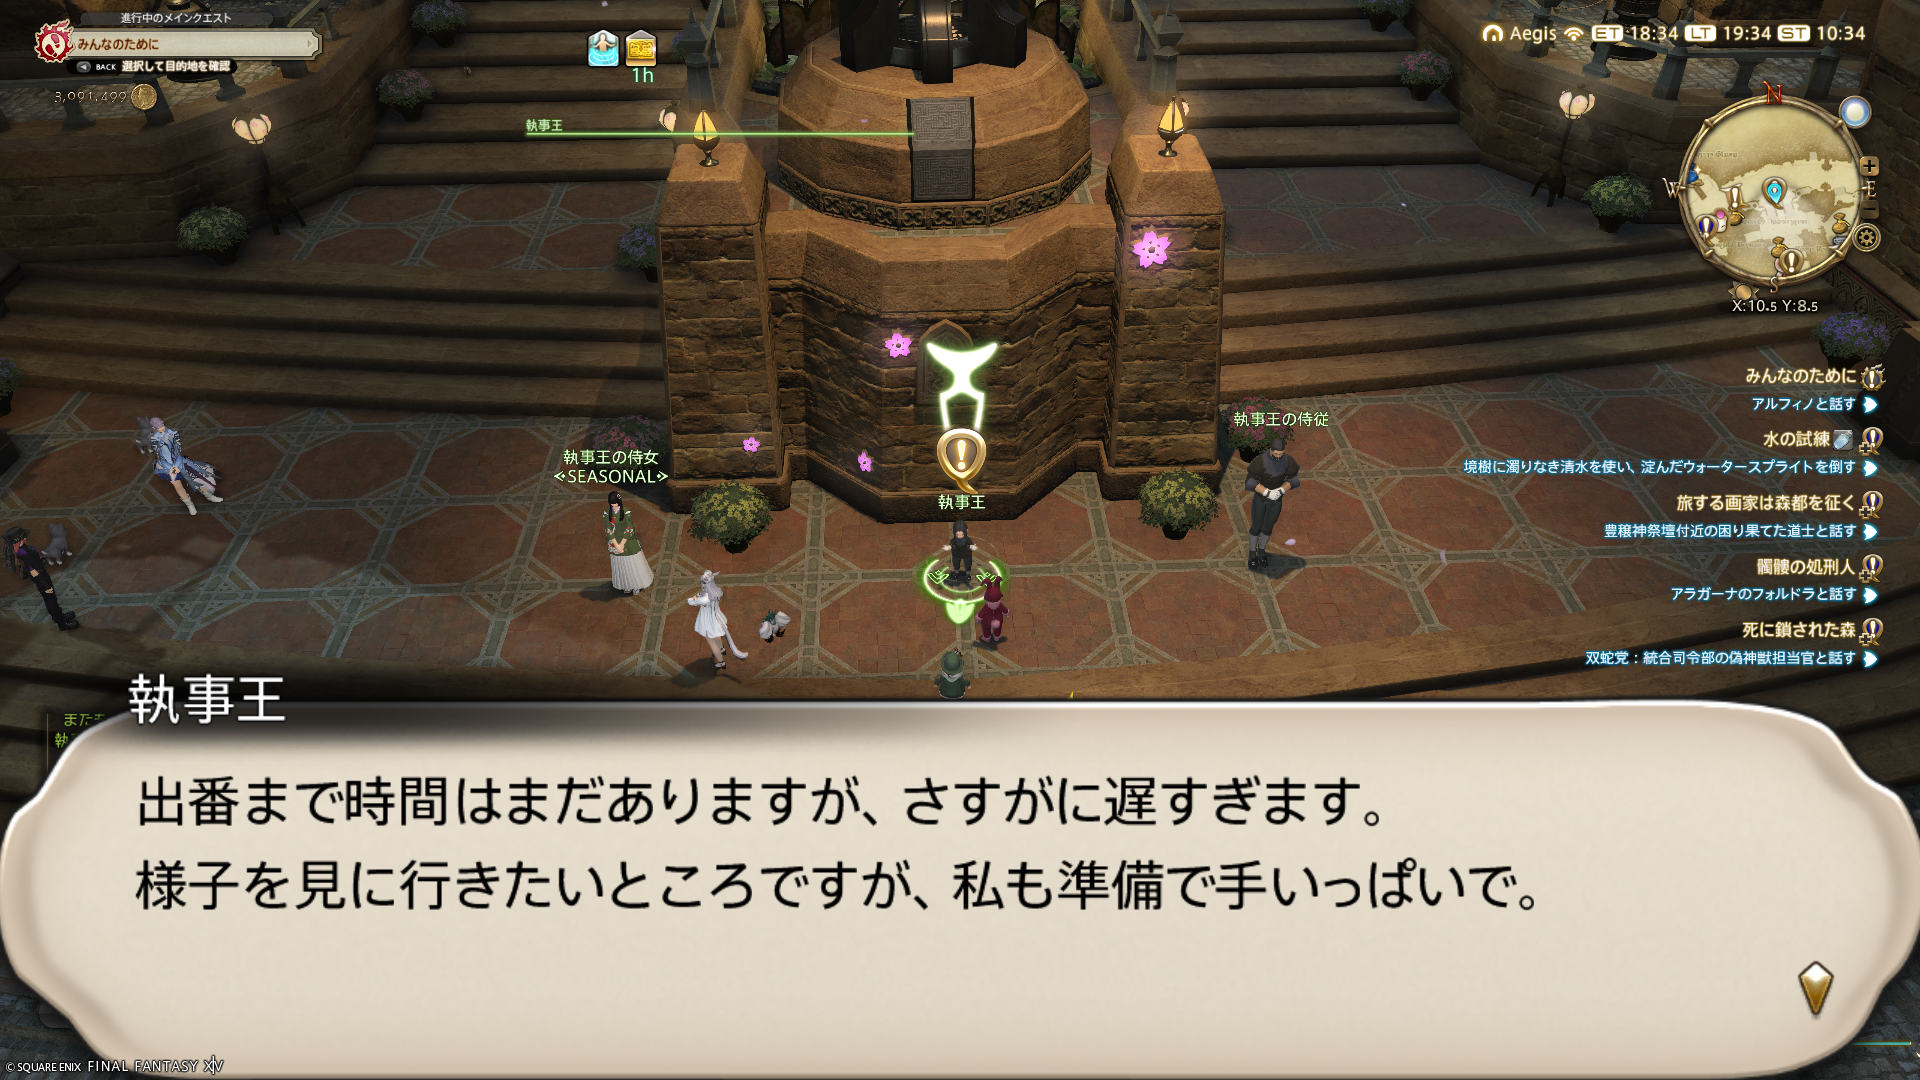 進行中のメインクエスト
みんなのために
BACK 選択して目的地を確認
3,091,499
1h
執事王
Aegis ET 18:34 LT 19:34 ST 10:34
N
W
E
S
X:10.5 Y:8.5
みんなのために
アルフィノと話す
水の試練
境樹に濁りなき清水を使い、淀んだウォータースプライトを倒す
旅する画家は森都を征く
豊穣神祭壇付近の困り果てた道士と話す
髑髏の処刑人
アラガーナのフォルドラと話す
死に鎖された森
双蛇党：統合司令部の偽神獣担当官と話す
執事王の侍従
執事王の侍女
<SEASONAL>
執事王
執事王
出番まで時間はまだありますが、さすがに遅すぎます。
様子を見に行きたいところですが、私も準備で手いっぱいで。
© SQUARE ENIX FINAL FANTASY XIV